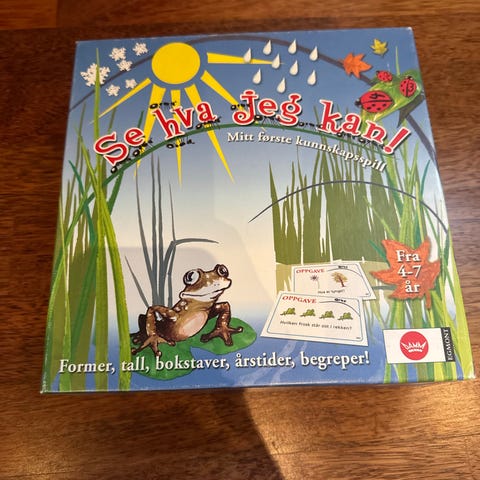 Se hva jeg kan!
Mitt første kunnskapsspill
Fra
4-7
år
OPPGAVE
OPPGAVE
Hvilken frosk står sist i rekken?
Former, tall, bokstaver, årstider, begreper!
DAMM
EGMONT